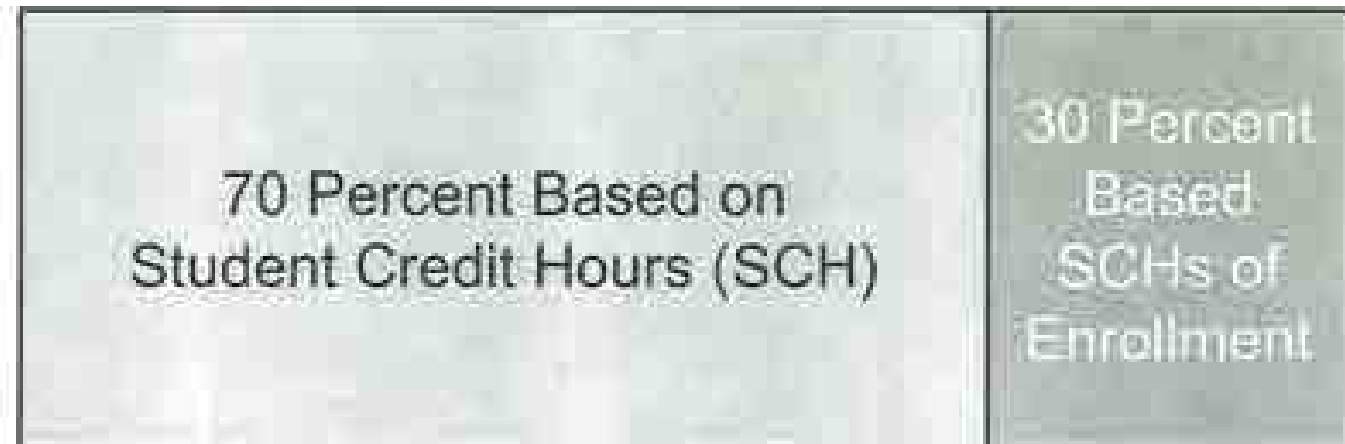 70 Percent Based on
Student Credit Hours (SCH)
30 Percent
Based
SCHs of
Enrollment